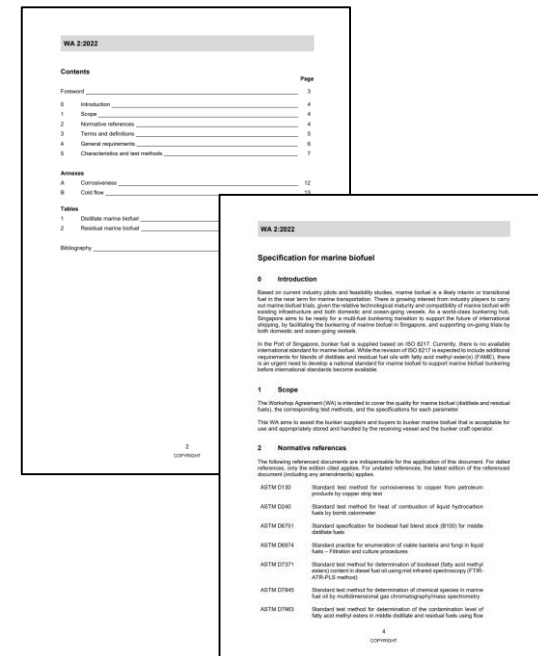 WA 2:2022
Contents
Page
Foreword 3
0 Introduction 4
1 Scope 4
2 Normative references 4
3 Terms and definitions 5
4 General requirements 6
5 Characteristics and test methods 7
Annexes
A Corrosiveness 12
B Cold flow 13
Tables
1 Distillate marine biofuel
2 Residual marine biofuel
Bibliography
2
COPYRIGHT
WA 2:2022
Specification for marine biofuel
0 Introduction
Based on current industry pilots and feasibility studies, marine biofuel is a likely interim or transitional
fuel in the near term for marine transportation. There is growing interest from industry players to carry
out marine biofuel trials, given the relative technological maturity and compatibility of marine biofuel with
existing infrastructure and both domestic and ocean-going vessels. As a world-class bunkering hub,
Singapore aims to be ready for a multi-fuel bunkering transition to support the future of international
shipping, by facilitating the bunkering of marine biofuel in Singapore, and supporting on-going trials by
both domestic and ocean-going vessels.
In the Port of Singapore, bunker fuel is supplied based on ISO 8217. Currently, there is no available
international standard for marine biofuel. While the revision of ISO 8217 is expected to include additional
requirements for blends of distillate and residual fuel oils with fatty acid methyl ester(s) (FAME), there
is an urgent need to develop a national standard for marine biofuel to support marine biofuel bunkering
before international standards become available.
1 Scope
The Workshop Agreement (WA) is intended to cover the quality for marine biofuel (distillate and residual
fuels), the corresponding test methods, and the specifications for each parameter.
This WA aims to assist the bunker suppliers and buyers to bunker marine biofuel that is acceptable for
use and appropriately stored and handled by the receiving vessel and the bunker craft operator.
2 Normative references
The following referenced documents are indispensable for the application of this document. For dated
references, only the edition cited applies. For undated references, the latest edition of the referenced
document (including any amendments) applies.
ASTM D130 Standard test method for corrosiveness to copper from petroleum
products by copper strip test
ASTM D240 Standard test method for heat of combustion of liquid hydrocarbon
fuels by bomb calorimeter
ASTM D6751 Standard specification for biodiesel fuel blend stock (B100) for middle
distillate fuels
ASTM D6974 Standard practice for enumeration of viable bacteria and fungi in liquid
fuels – Filtration and culture procedures
ASTM D7371 Standard test method for determination of biodiesel (fatty acid methyl
esters) content in diesel fuel oil using mid infrared spectroscopy (FTIR-
ATR-PLS method)
ASTM D7845 Standard test method for determination of chemical species in marine
fuel oil by multidimensional gas chromatography/mass spectrometry
ASTM D7963 Standard test method for determination of the contamination level of
fatty acid methyl esters in middle distillate and residual fuels using flow
4
COPYRIGHT